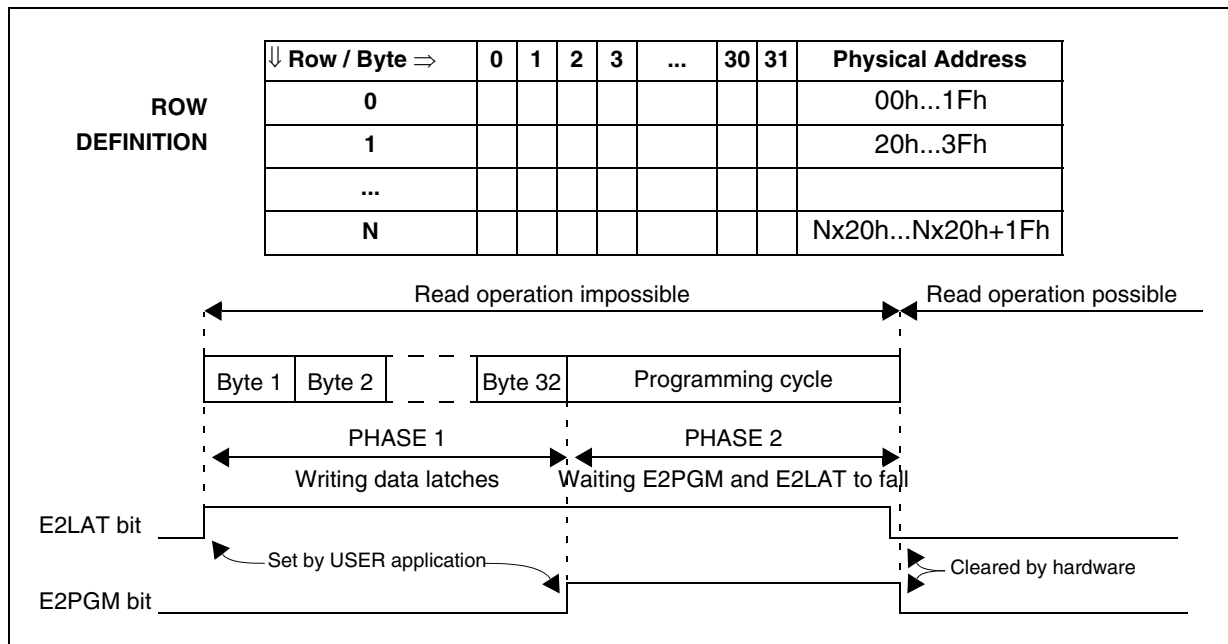 ⇓ Row / Byte ⇒ 0 1 2 3 ... 30 31 Physical Address
ROW DEFINITION
0 00h...1Fh
1 20h...3Fh
...
N Nx20h...Nx20h+1Fh
Read operation impossible
Read operation possible
Byte 1 Byte 2 Byte 32 Programming cycle
PHASE 1
PHASE 2
Writing data latches
Waiting E2PGM and E2LAT to fall
E2LAT bit
Set by USER application
Cleared by hardware
E2PGM bit